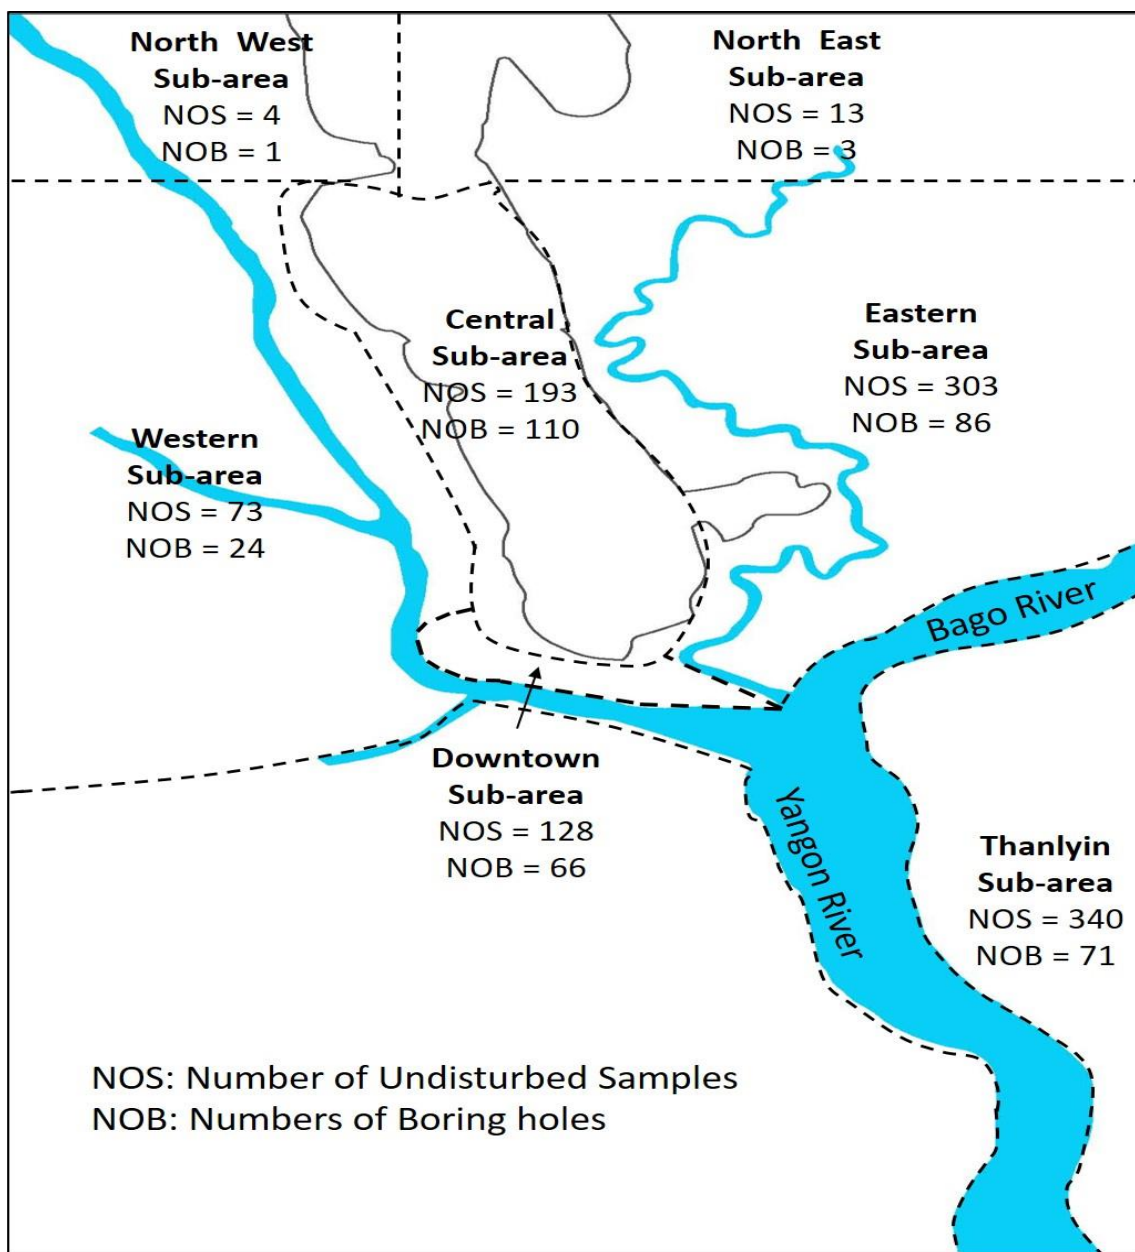 North West
Sub-area
NOS = 4
NOB = 1
North East
Sub-area
NOS = 13
NOB = 3
Central
Sub-area
NOS = 193
NOB = 110
Eastern
Sub-area
NOS = 303
NOB = 86
Western
Sub-area
NOS = 73
NOB = 24
Bago River
Downtown
Sub-area
NOS = 128
NOB = 66
Yangon River
Thanlyin
Sub-area
NOS = 340
NOB = 71
NOS: Number of Undisturbed Samples
NOB: Numbers of Boring holes